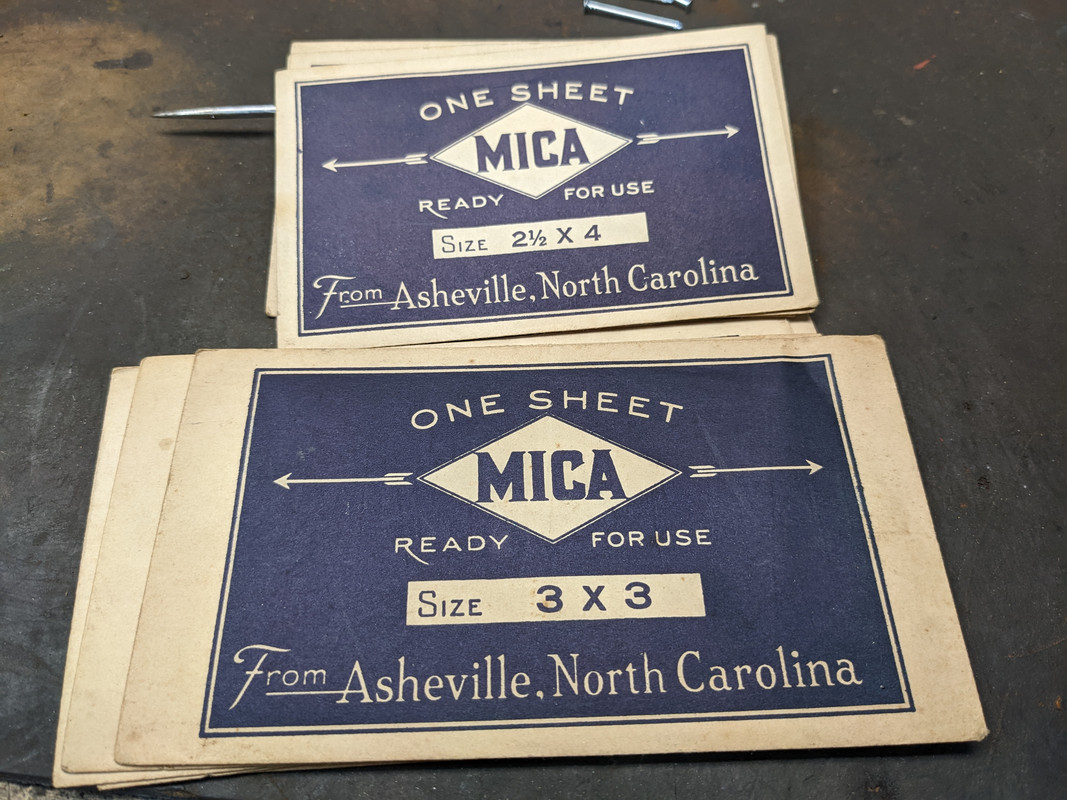 ONE SHEET
MICA
READY FOR USE
SIZE 2½ X 4
From Asheville, North Carolina
ONE SHEET
MICA
READY FOR USE
SIZE 3 X 3
From Asheville, North Carolina